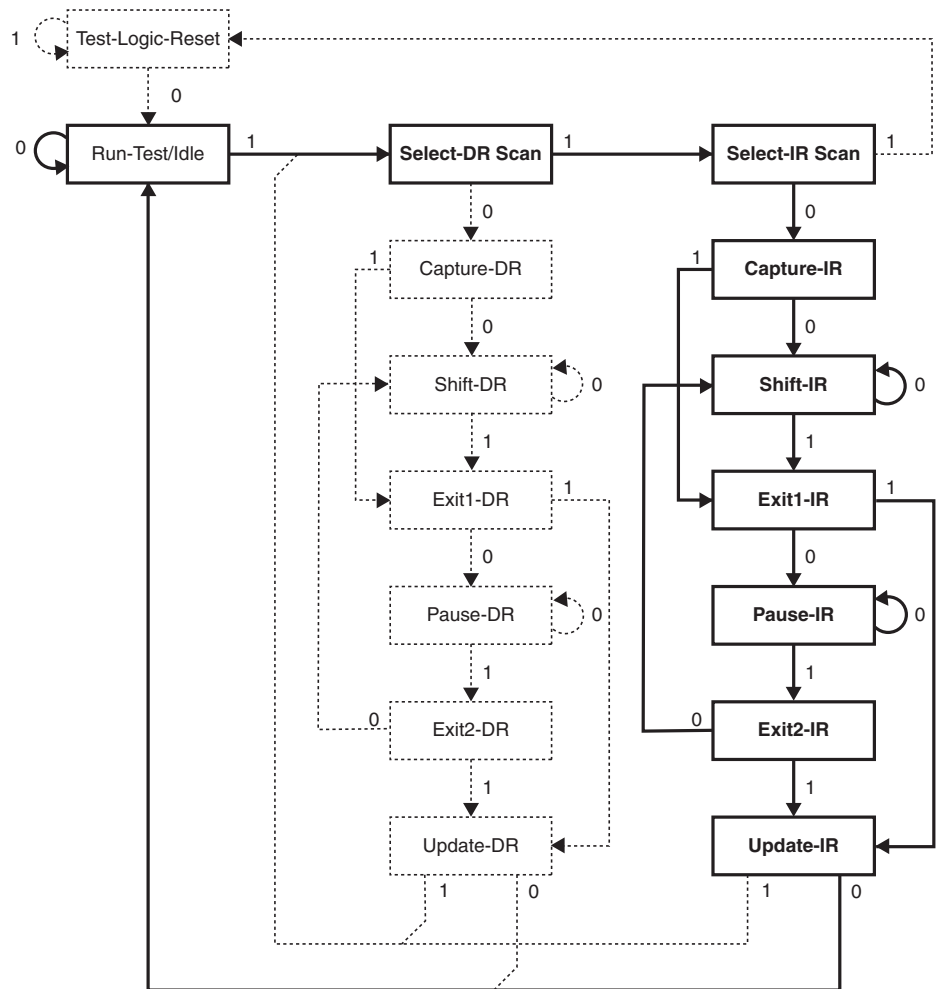 1
Test-Logic-Reset
0
0
Run-Test/Idle
1
Select-DR Scan
1
Select-IR Scan
1
0
0
1
Capture-DR
1
Capture-IR
0
0
Shift-DR
0
Shift-IR
0
1
1
Exit1-DR
1
Exit1-IR
1
0
0
Pause-DR
0
Pause-IR
0
1
1
0
Exit2-DR
0
Exit2-IR
1
1
Update-DR
Update-IR
1
0
1
0